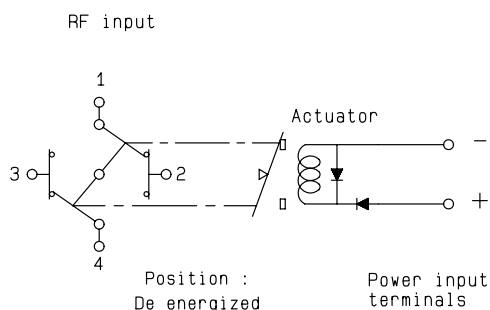 RF input
1
Actuator
−
3
2
+
4
Position :
De energized
Power input
terminals